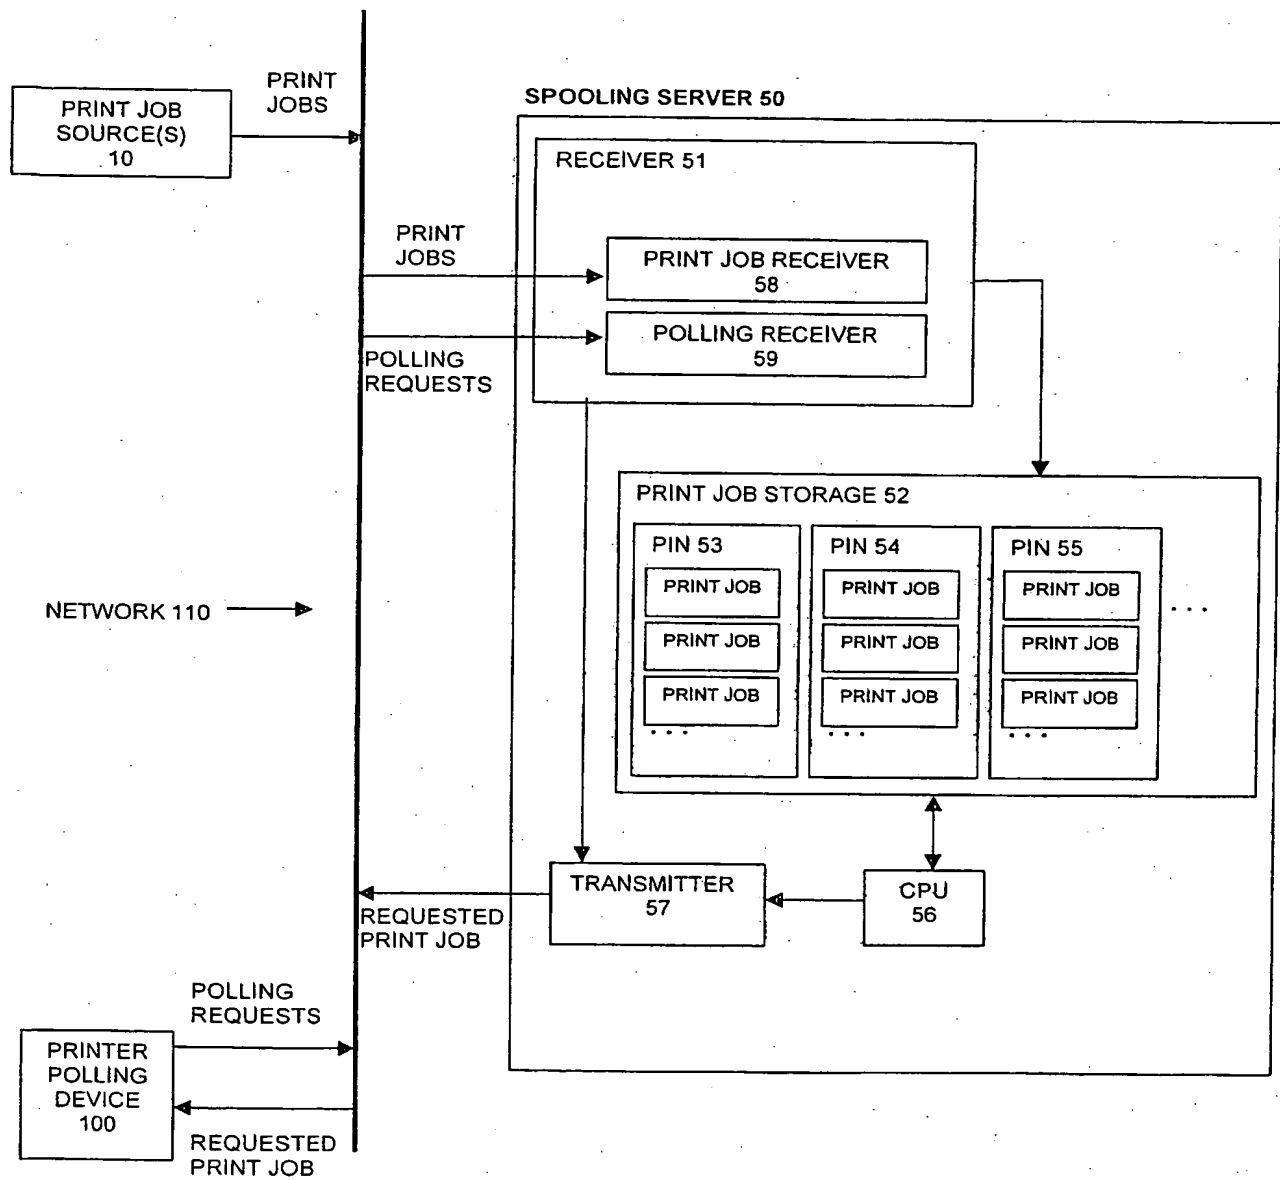 PRINT JOB
SOURCE(S)
10
PRINT
JOBS
SPOOLING SERVER 50
RECEIVER 51
PRINT
JOBS
PRINT JOB RECEIVER
58
POLLING RECEIVER
59
POLLING
REQUESTS
PRINT JOB STORAGE 52
PIN 53
PRINT JOB
PRINT JOB
PRINT JOB
. . .
PIN 54
PRINT JOB
PRINT JOB
PRINT JOB
. . .
PIN 55
PRINT JOB
PRINT JOB
PRINT JOB
. . .
. . .
NETWORK 110
TRANSMITTER
57
CPU
56
REQUESTED
PRINT JOB
POLLING
REQUESTS
PRINTER
POLLING
DEVICE
100
REQUESTED
PRINT JOB